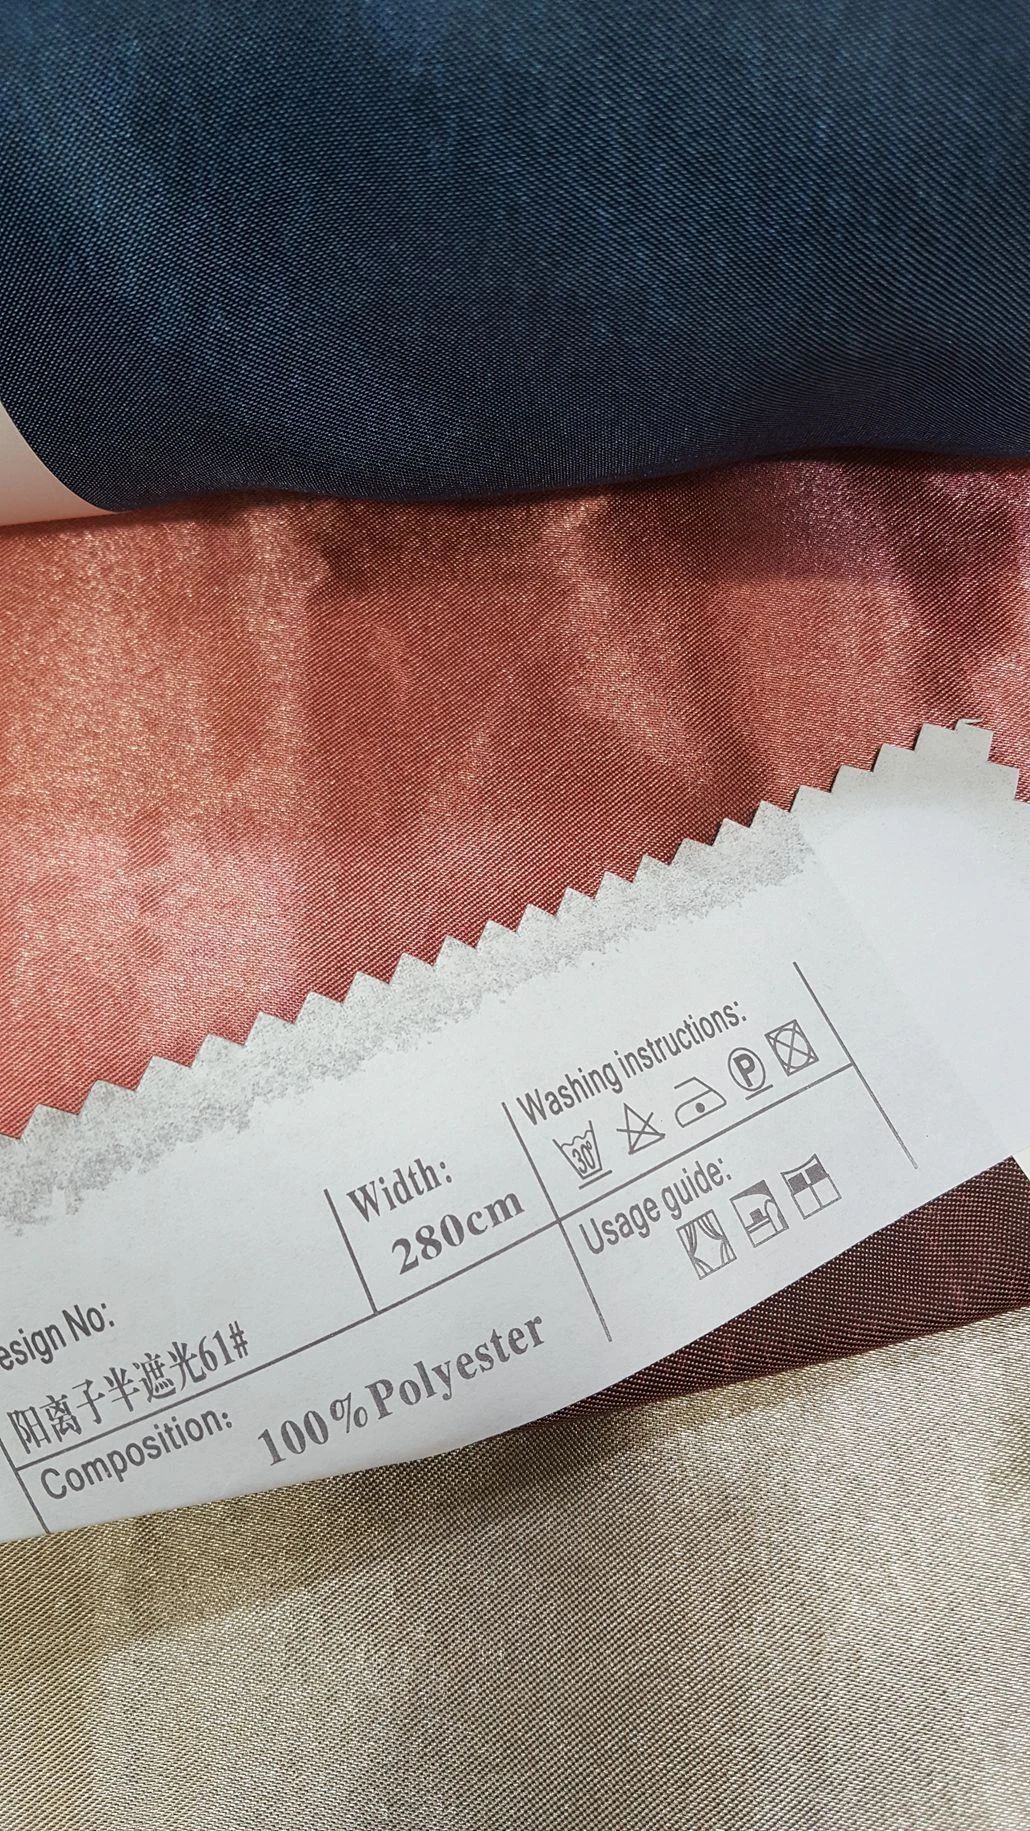 esign No:
阳离子半遮光61#
Width:
280cm
Composition:
100%Polyester
Washing instructions:
30°
P
Usage guide: